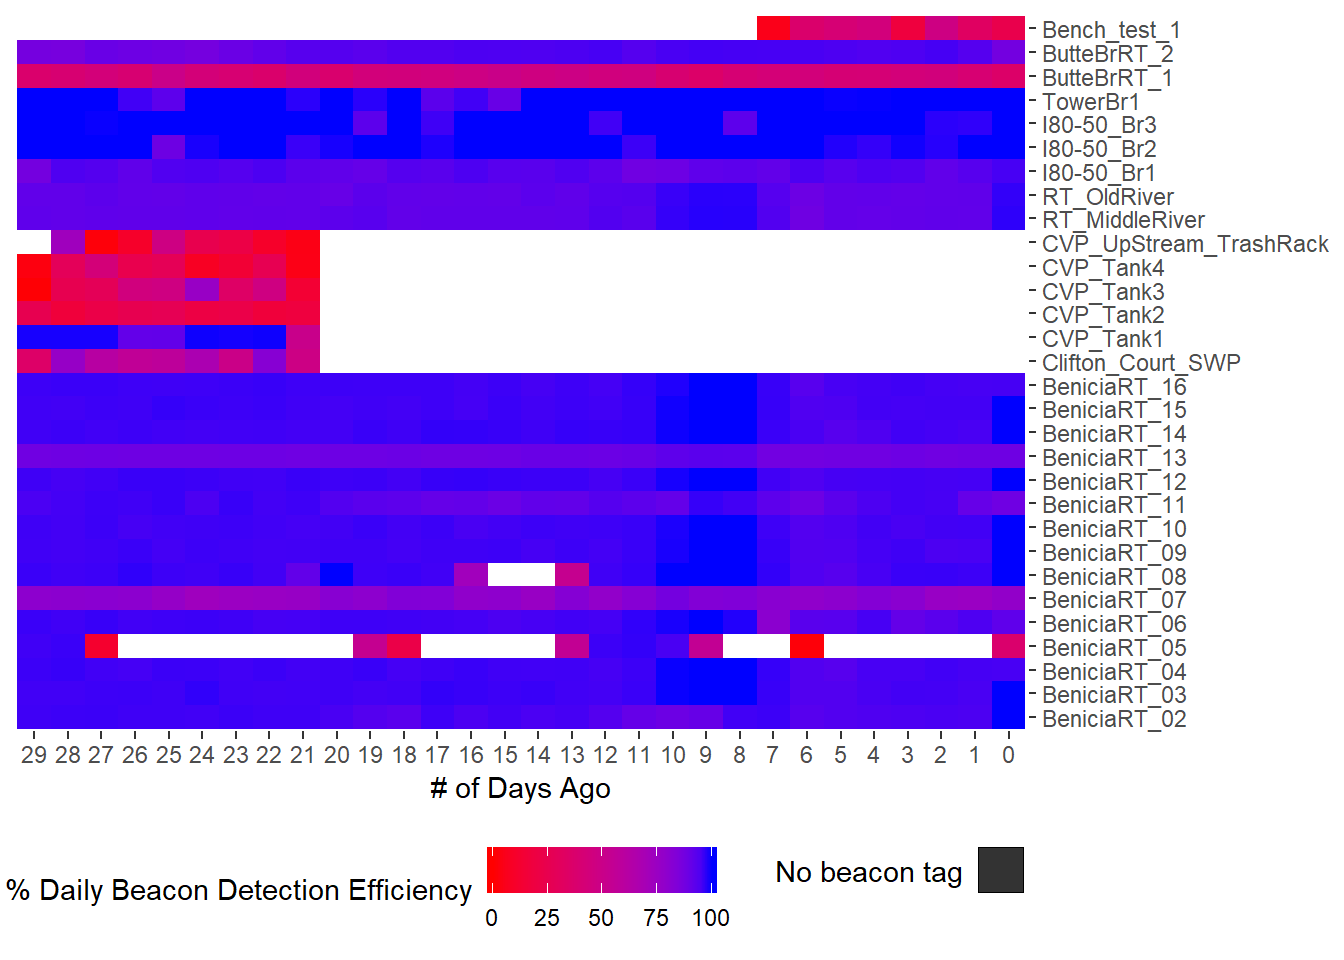 Bench_test_1
ButteBrRT_2
ButteBrRT_1
TowerBr1
I80-50_Br3
I80-50_Br2
I80-50_Br1
RT_OldRiver
RT_MiddleRiver
CVP_UpStream_TrashRack
CVP_Tank4
CVP_Tank3
CVP_Tank2
CVP_Tank1
Clifton_Court_SWP
BeniciaRT_16
BeniciaRT_15
BeniciaRT_14
BeniciaRT_13
BeniciaRT_12
BeniciaRT_11
BeniciaRT_10
BeniciaRT_09
BeniciaRT_08
BeniciaRT_07
BeniciaRT_06
BeniciaRT_05
BeniciaRT_04
BeniciaRT_03
BeniciaRT_02
29 28 27 26 25 24 23 22 21 20 19 18 17 16 15 14 13 12 11 10 9 8 7 6 5 4 3 2 1 0
# of Days Ago
% Daily Beacon Detection Efficiency
0 25 50 75 100
No beacon tag